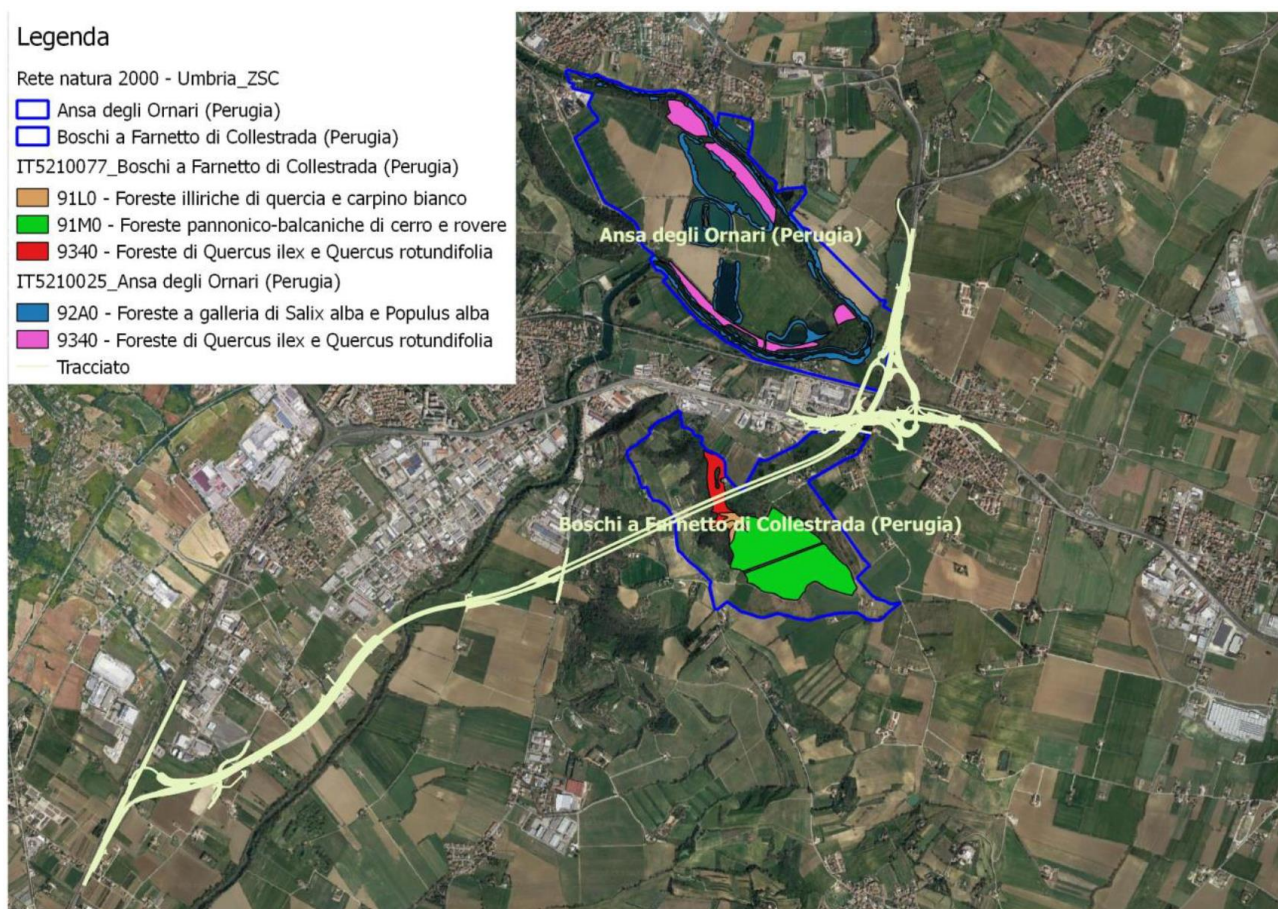 Legenda
Rete natura 2000 - Umbria_ZSC
Ansa degli Ornari (Perugia)
Boschi a Farnetto di Collestrada (Perugia)
IT5210077_Boschi a Farnetto di Collestrada (Perugia)
91L0 - Foreste illiriche di quercia e carpino bianco
91M0 - Foreste pannonico-balcaniche di cerro e rovere
9340 - Foreste di Quercus ilex e Quercus rotundifolia
IT5210025_Ansa degli Ornari (Perugia)
92A0 - Foreste a galleria di Salix alba e Populus alba
9340 - Foreste di Quercus ilex e Quercus rotundifolia
Tracciato
Ansa degli Ornari (Perugia)
Boschi a Farnetto di Collestrada (Perugia)